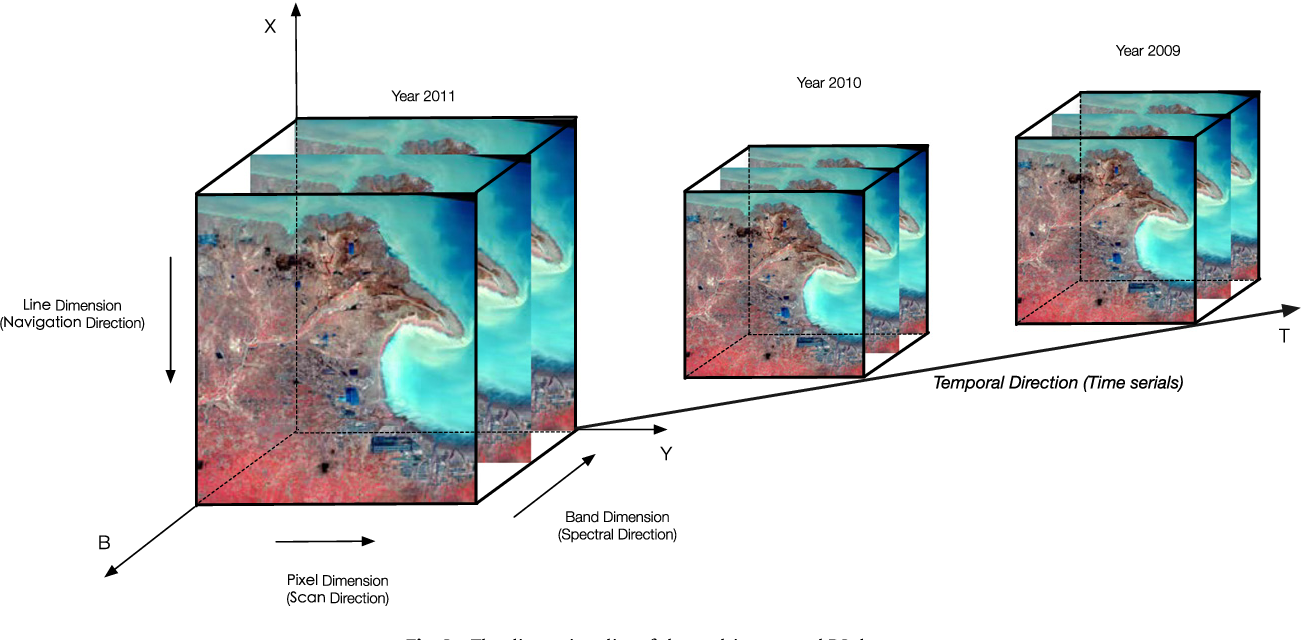 X
Year 2011
Year 2010
Year 2009
Line Dimension
(Navigation Direction)
T
Temporal Direction (Time serials)
Y
B
Band Dimension
(Spectral Direction)
Pixel Dimension
(Scan Direction)